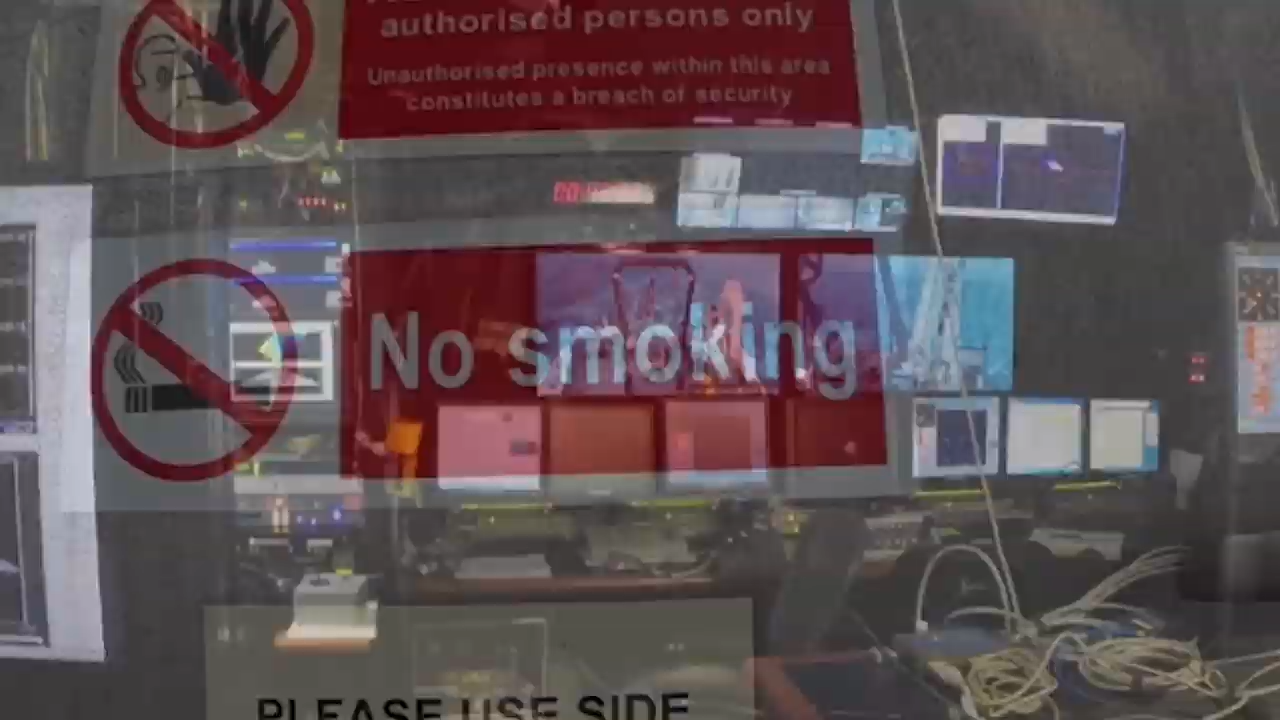 authorised persons only
Unauthorised presence within this area
constitutes a breach of security
No smoking
PLEASE USE SIDE